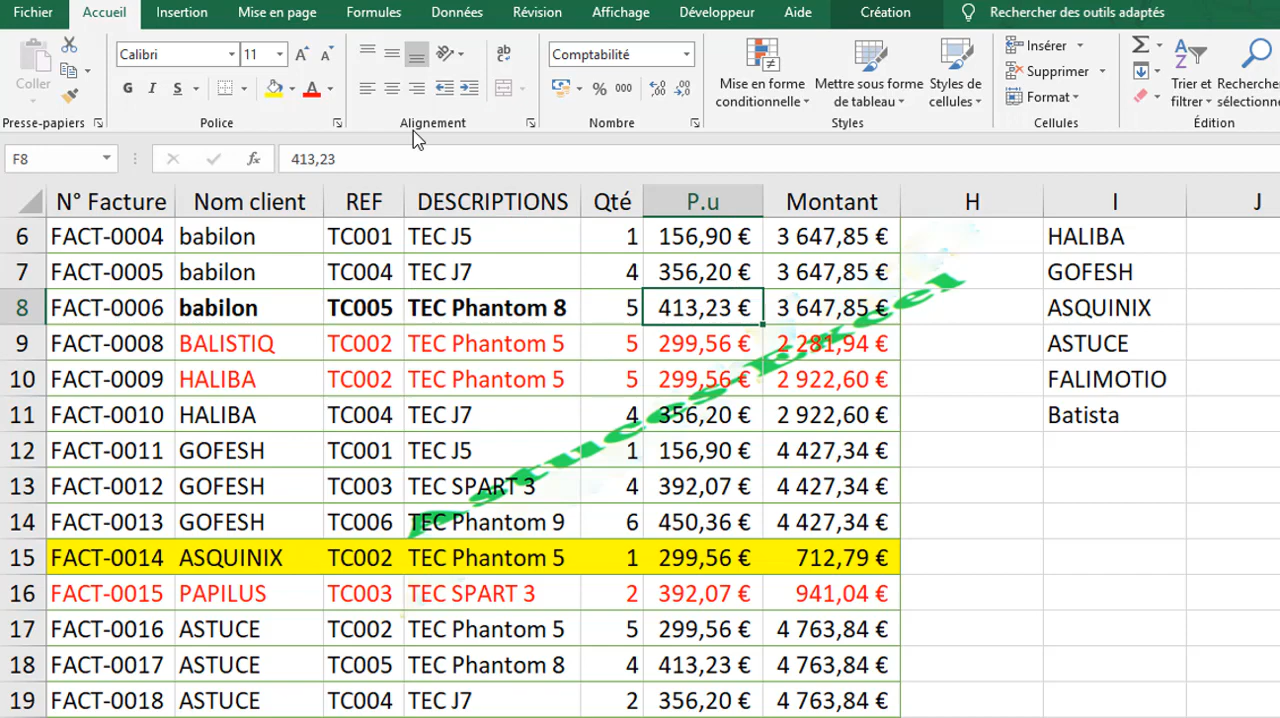 Fichier Accueil Insertion Mise en page Formules Données Révision Affichage Développeur Aide Création Rechercher des outils adaptés
Coller
Presse-papiers
Calibri 11
G I S A
Police
ab
Alignement
Comptabilité
% 000
Nombre
Mise en forme conditionnelle
Mettre sous forme de tableau
Styles de cellules
Styles
Insérer
Supprimer
Format
Cellules
Trier et filtrer
Rechercher
sélectionne
Édition
F8 fx 413,23
N° Facture Nom client REF DESCRIPTIONS Qté P.u Montant H I J
6 FACT-0004 babilon TC001 TEC J5 1 156,90 € 3 647,85 € HALIBA
7 FACT-0005 babilon TC004 TEC J7 4 356,20 € 3 647,85 € GOFESH
8 FACT-0006 babilon TC005 TEC Phantom 8 5 413,23 € 3 647,85 € ASQUINIX
9 FACT-0008 BALISTIQ TC002 TEC Phantom 5 5 299,56 € 2 281,94 € ASTUCE
10 FACT-0009 HALIBA TC002 TEC Phantom 5 5 299,56 € 2 922,60 € FALIMOTIO
11 FACT-0010 HALIBA TC004 TEC J7 4 356,20 € 2 922,60 € Batista
12 FACT-0011 GOFESH TC001 TEC J5 1 156,90 € 4 427,34 €
13 FACT-0012 GOFESH TC003 TEC SPART 3 4 392,07 € 4 427,34 €
14 FACT-0013 GOFESH TC006 TEC Phantom 9 6 450,36 € 4 427,34 €
15 FACT-0014 ASQUINIX TC002 TEC Phantom 5 1 299,56 € 712,79 €
16 FACT-0015 PAPILUS TC003 TEC SPART 3 2 392,07 € 941,04 €
17 FACT-0016 ASTUCE TC002 TEC Phantom 5 5 299,56 € 4 763,84 €
18 FACT-0017 ASTUCE TC005 TEC Phantom 8 4 413,23 € 4 763,84 €
19 FACT-0018 ASTUCE TC004 TEC J7 2 356,20 € 4 763,84 €